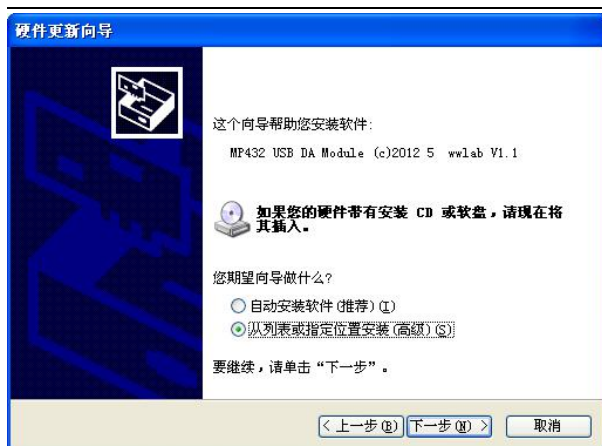 硬件更新向导
这个向导帮助您安装软件:
MP432 USB DA Module (c)2012 5 wwlab V1.1
如果您的硬件带有安装 CD 或软盘，请现在将
其插入。
您期望向导做什么?
自动安装软件(推荐)(I)
从列表或指定位置安装(高级)(S)
要继续，请单击“下一步”。
< 上一步(B) 下一步(N) > 取消